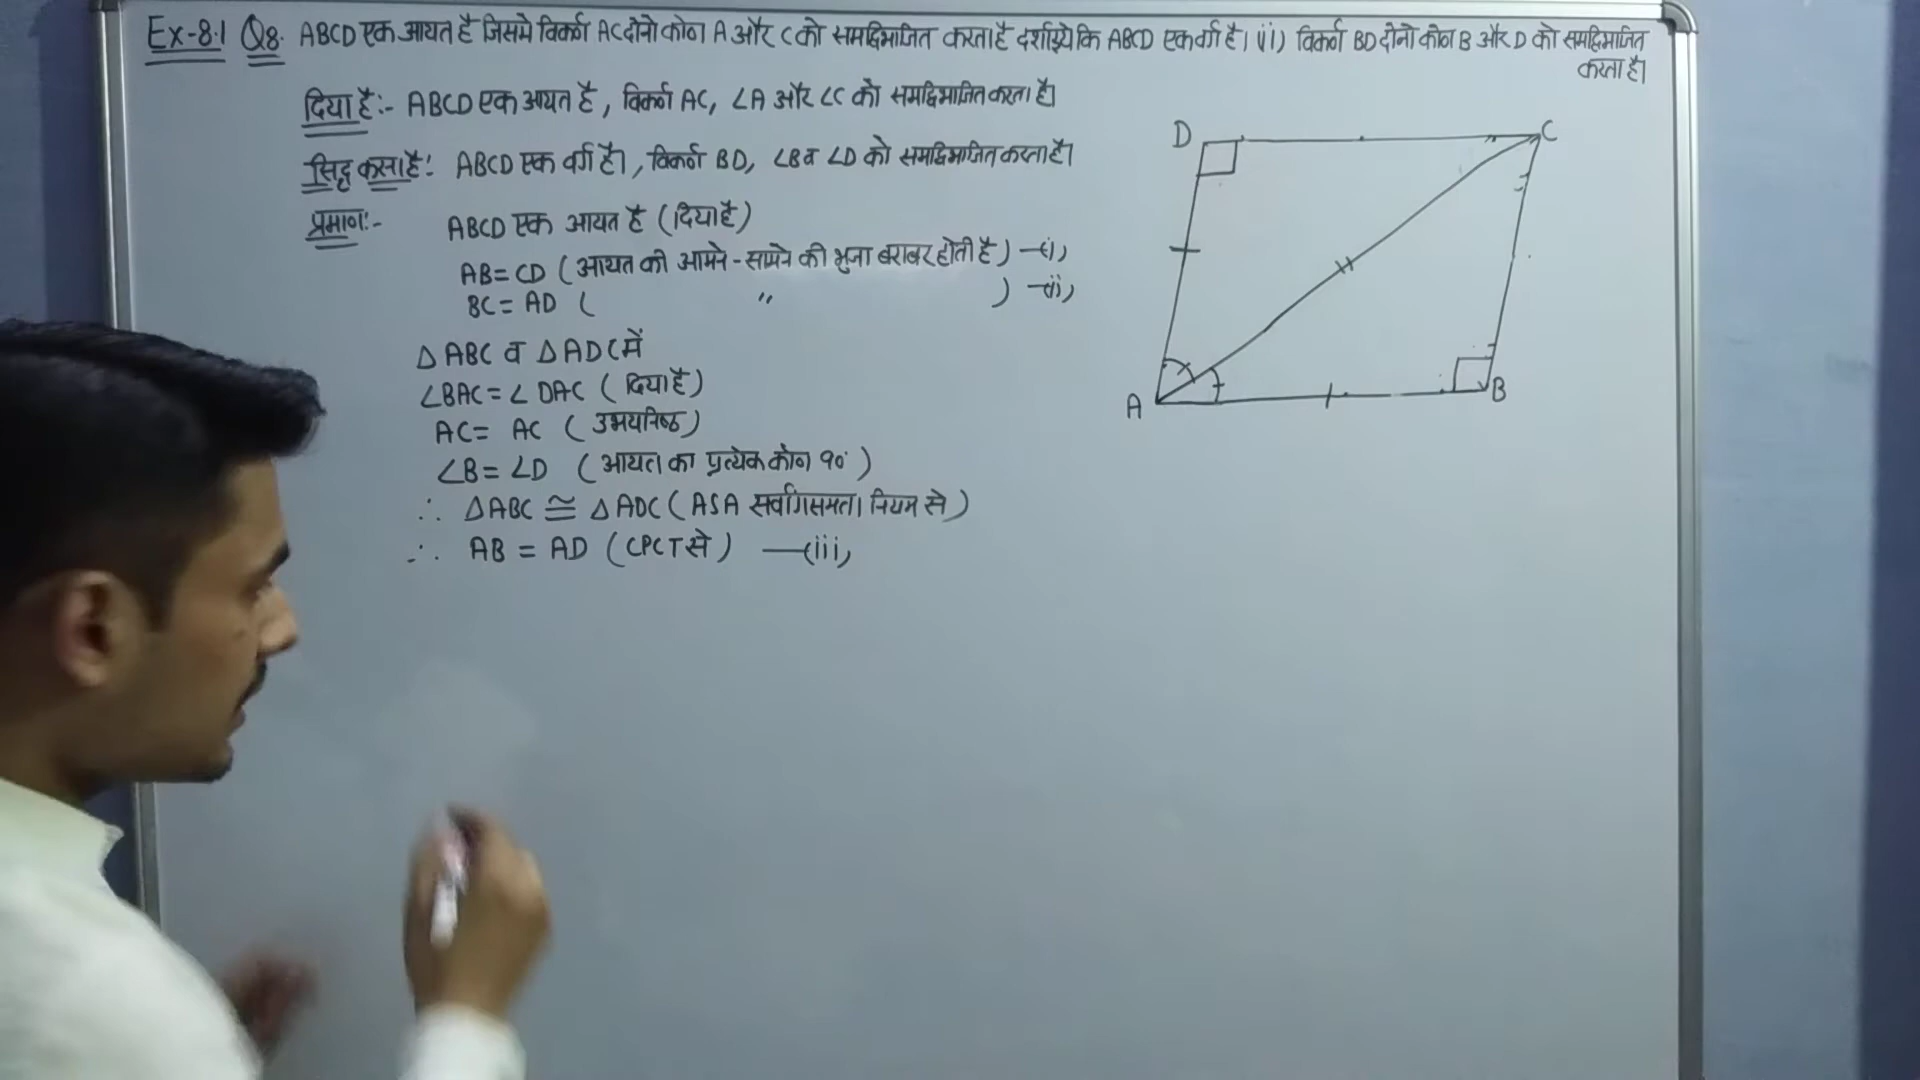 Ex-8.1 Q8. ABCD एक आयत है जिसमे विकर्ण AC दोनो कोण A और C को समद्विभाजित करता है दर्शाइये कि ABCD एक वर्ग है। (ii) विकर्ण BD दोनो कोण B और D को समद्विभाजित
करता है।
दिया है:- ABCD एक आयत है, विकर्ण AC, ∠A और ∠C को समद्विभाजित करता है।
सिद्ध करना है: ABCD एक वर्ग है।, विकर्ण BD, ∠B व ∠D को समद्विभाजित करता है।
प्रमाण:- ABCD एक आयत है (दिया है)
AB = CD (आयत की आमने-सामने की भुजा बराबर होती है) —(i)
BC = AD ( " ) —(ii)
△ABC व △ADC में
∠BAC = ∠DAC (दिया है)
AC = AC (उभयनिष्ठ)
∠B = ∠D (आयत का प्रत्येक कोण 90°)
∴ △ABC ≅ △ADC (ASA सर्वांगसमता नियम से)
∴ AB = AD (CPCT से) —(iii)
D
C
A
B